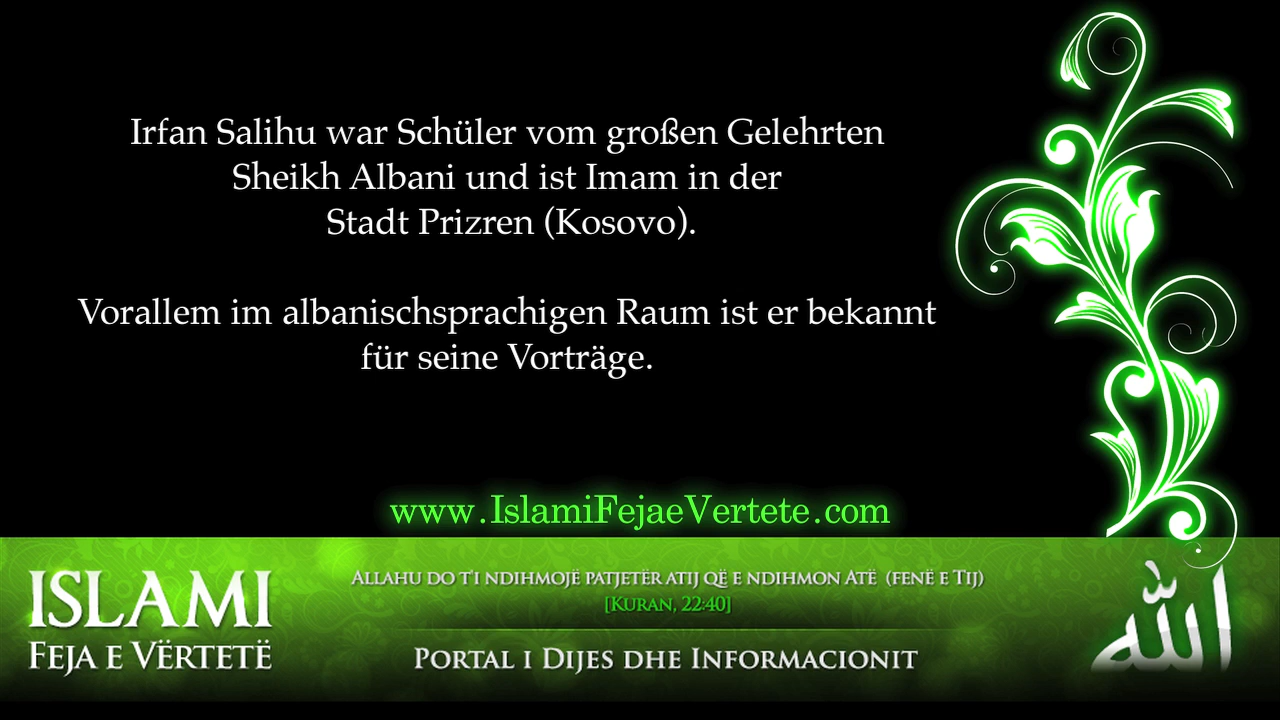 Irfan Salihu war Schüler vom großen Gelehrten
Sheikh Albani und ist Imam in der
Stadt Prizren (Kosovo).
Vorallem im albanischsprachigen Raum ist er bekannt
für seine Vorträge.
www.IslamiFejaeVertete.com
ISLAMI
FEJA E VËRTETË
ALLAHU DO T'I NDIHMOJË PATJETËR ATIJ QË E NDIHMON ATË (FENË E TIJ)
[KURAN, 22:40]
PORTAL I DIJES DHE INFORMACIONIT
الله